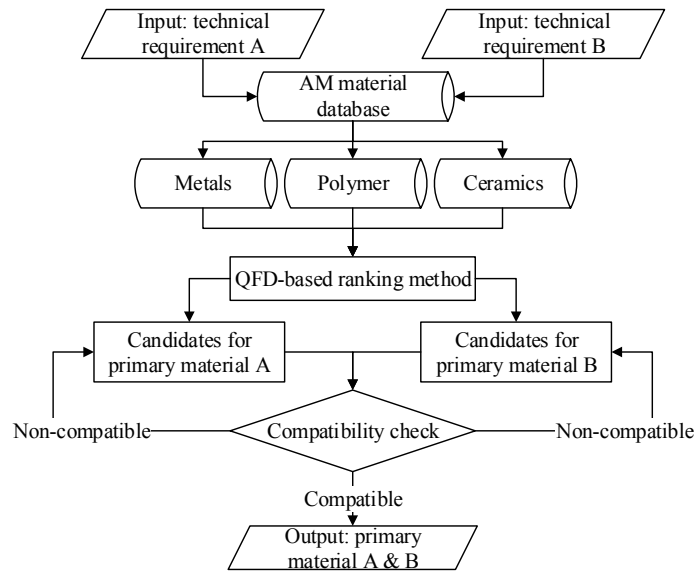 Input: technical
requirement A
Input: technical
requirement B
AM material
database
Metals
Polymer
Ceramics
QFD-based ranking method
Candidates for
primary material A
Candidates for
primary material B
Non-compatible
Compatibility check
Non-compatible
Compatible
Output: primary
material A & B